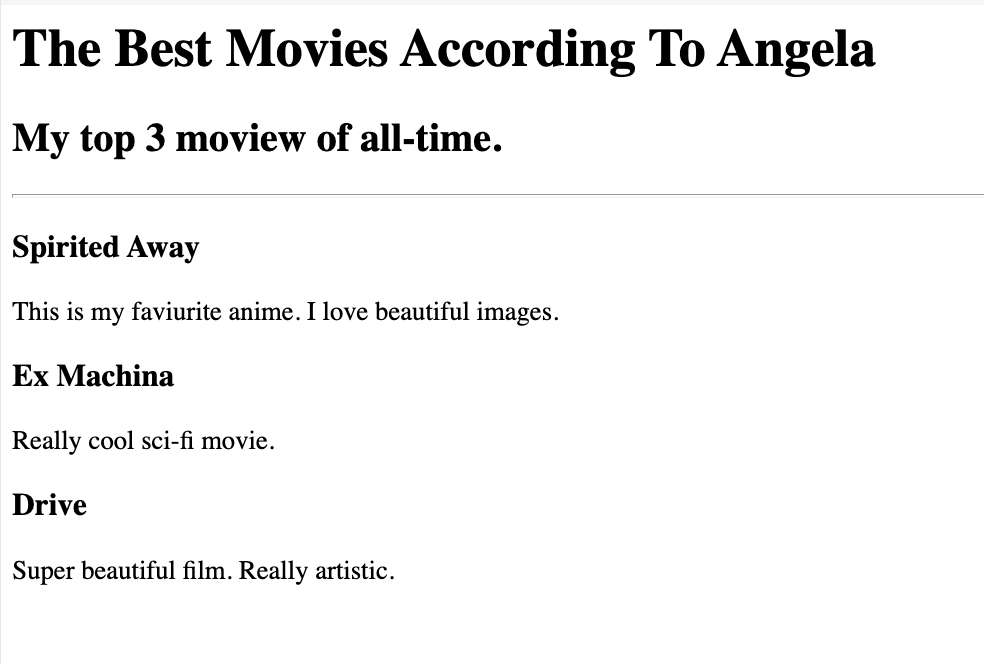 The Best Movies According To Angela
My top 3 moview of all-time.
Spirited Away
This is my faviurite anime. I love beautiful images.
Ex Machina
Really cool sci-fi movie.
Drive
Super beautiful film. Really artistic.